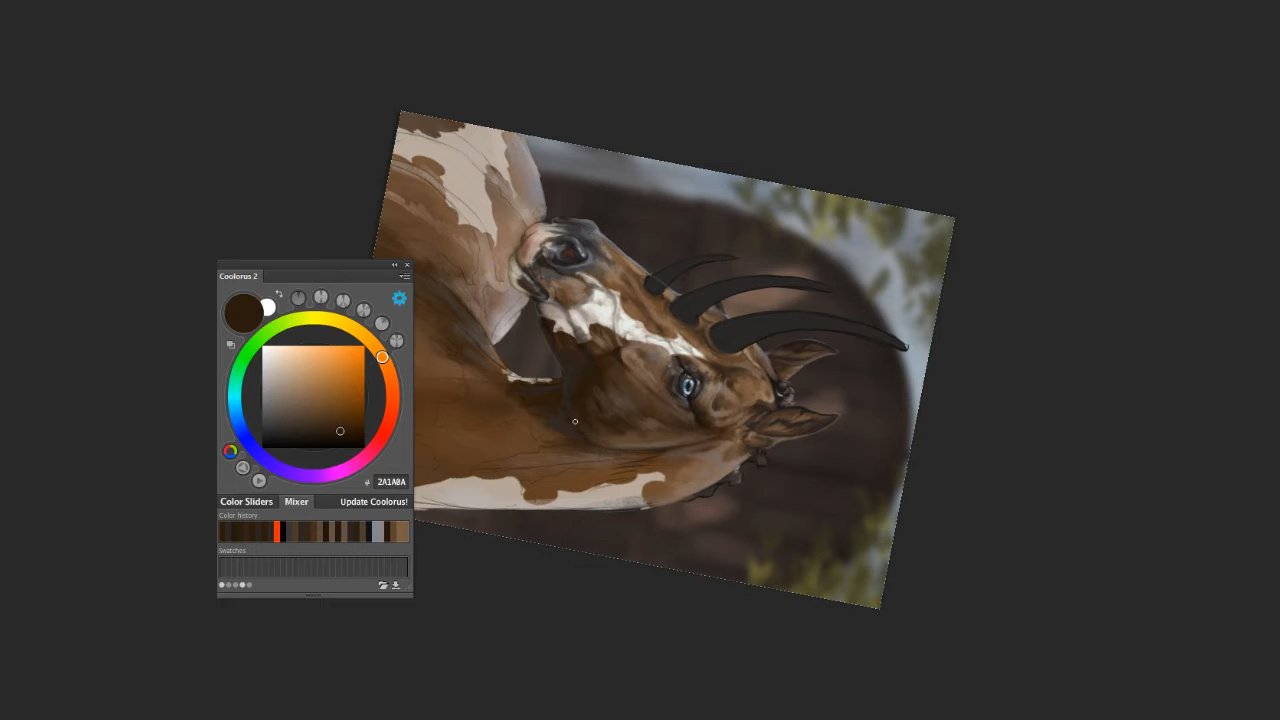 Coolorus 2
# 2A1A0A
Color Sliders Mixer Update Coolorus!
Color history
Swatches